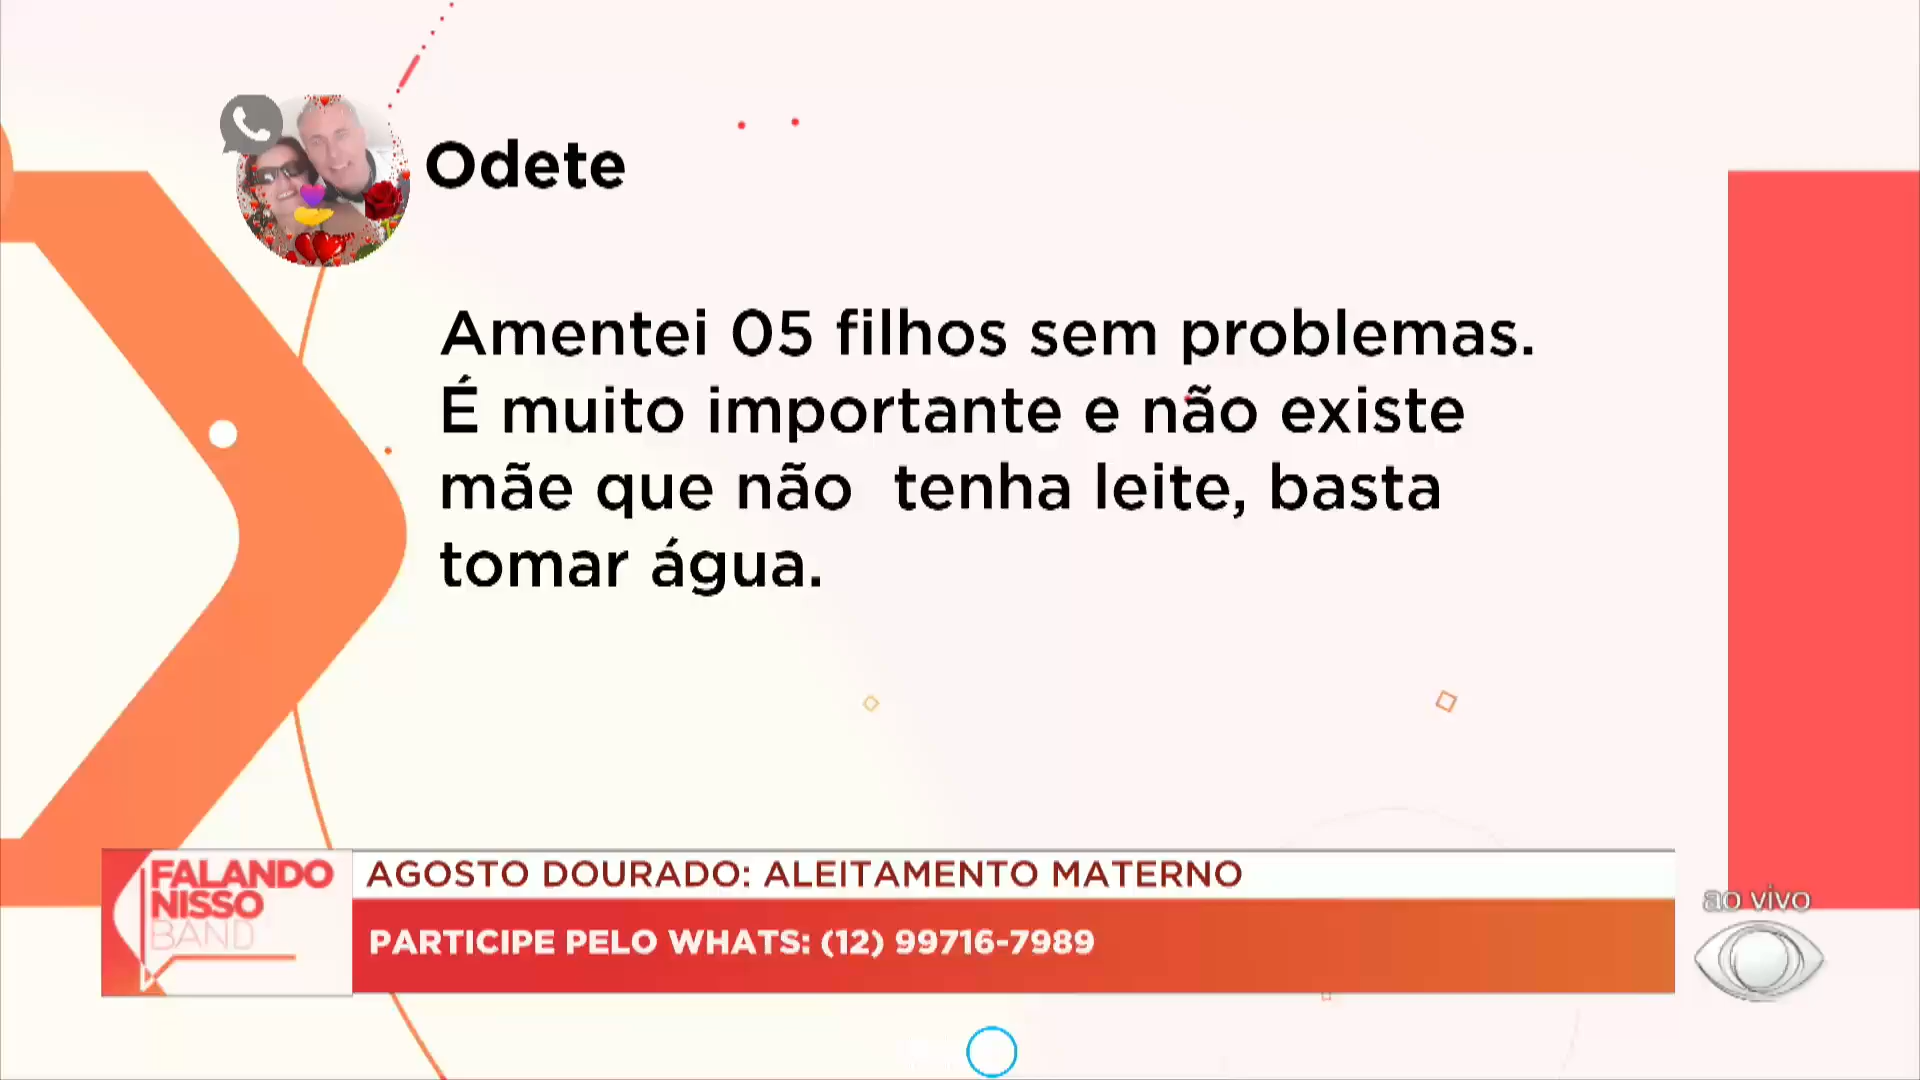 Odete
Amentei 05 filhos sem problemas.
É muito importante e não existe
mãe que não  tenha leite, basta
tomar água.
FALANDO
NISSO
BAND
AGOSTO DOURADO: ALEITAMENTO MATERNO
PARTICIPE PELO WHATS: (12) 99716-7989
ao vivo